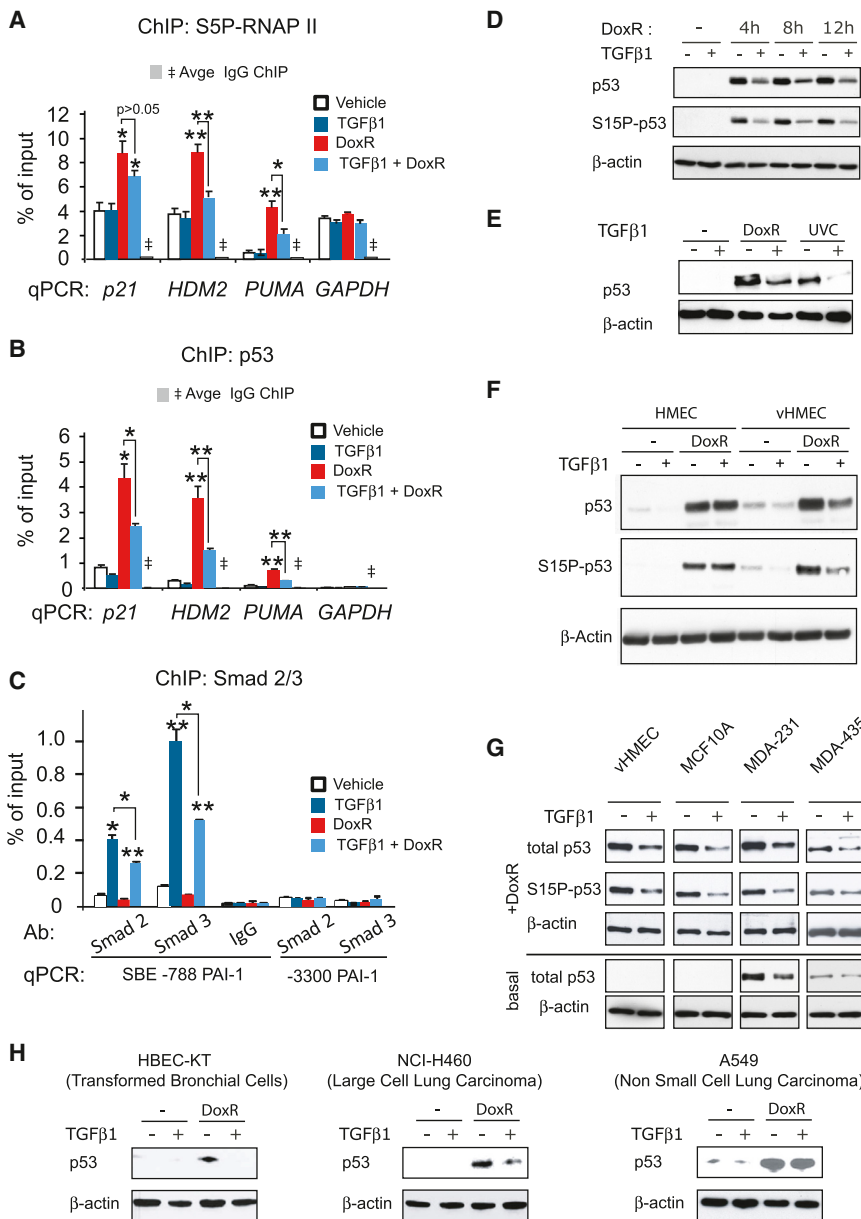 A
ChIP: S5P-RNAP II
‡ Avge IgG ChIP
p>0.05
Vehicle
TGFβ1
DoxR
TGFβ1 + DoxR
% of input
12
10
8
6
4
2
0
* * ** ** ** *
‡ ‡ ‡ ‡
qPCR: p21 HDM2 PUMA GAPDH
B
ChIP: p53
‡ Avge IgG ChIP
Vehicle
TGFβ1
DoxR
TGFβ1 + DoxR
% of input
6
5
4
3
2
1
0
* * ** ** ** **
‡ ‡ ‡ ‡
qPCR: p21 HDM2 PUMA GAPDH
C
ChIP: Smad 2/3
Vehicle
TGFβ1
DoxR
TGFβ1 + DoxR
% of input
1.0
0.8
0.6
0.4
0.2
0
* * ** ** * **
Ab: Smad 2 Smad 3 IgG Smad 2 Smad 3
qPCR: SBE -788 PAI-1 -3300 PAI-1
D
DoxR : - 4h 8h 12h
TGFβ1 - + - + - + - +
p53
S15P-p53
β-actin
E
- DoxR UVC
TGFβ1 - + - + - +
p53
β-actin
F
HMEC vHMEC
- DoxR - DoxR
TGFβ1 - + - + - + - +
p53
S15P-p53
β-Actin
G
vHMEC MCF10A MDA-231 MDA-435
TGFβ1 - + - + - + - +
+DoxR
total p53
S15P-p53
β-actin
basal
total p53
β-actin
H
HBEC-KT
(Transformed Bronchial Cells)
- DoxR
TGFβ1 - + - +
p53
β-actin
NCI-H460
(Large Cell Lung Carcinoma)
- DoxR
TGFβ1 - + - +
p53
β-actin
A549
(Non Small Cell Lung Carcinoma)
- DoxR
TGFβ1 - + - +
p53
β-actin